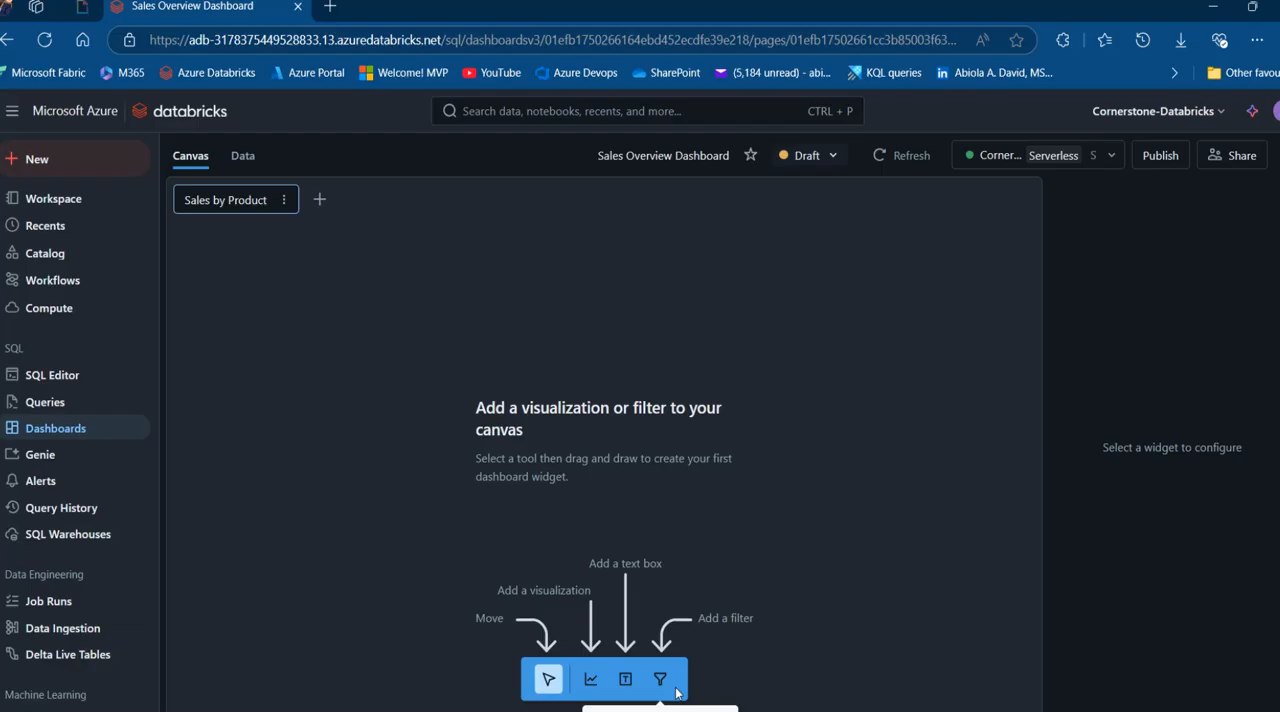 Sales Overview Dashboard
https://adb-3178375449528833.13.azuredatabricks.net/sql/dashboardsv3/01efb1750266164ebd452ecdfe39e218/pages/01efb17502661cc3b85003f63...
Microsoft Fabric M365 Azure Databricks Azure Portal Welcome! MVP YouTube Azure Devops SharePoint (5,184 unread) - abi... KQL queries Abiola A. David, MS... Other favou
Microsoft Azure databricks Search data, notebooks, recents, and more... CTRL + P Cornerstone-Databricks
New
Canvas Data Sales Overview Dashboard Draft Refresh Corner... Serverless S Publish Share
Sales by Product
Workspace
Recents
Catalog
Workflows
Compute
SQL
SQL Editor
Queries
Dashboards
Genie
Alerts
Query History
SQL Warehouses
Data Engineering
Job Runs
Data Ingestion
Delta Live Tables
Machine Learning
Add a visualization or filter to your
canvas
Select a tool then drag and draw to create your first
dashboard widget.
Add a text box
Add a visualization
Move
Add a filter
Select a widget to configure